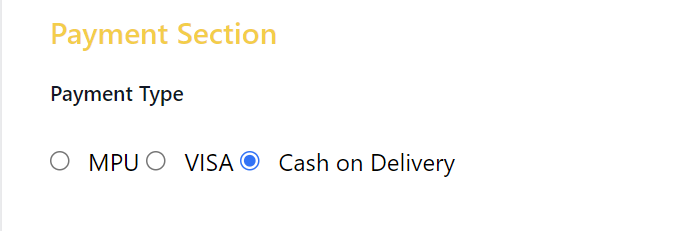 Payment Section
Payment Type
MPU VISA Cash on Delivery